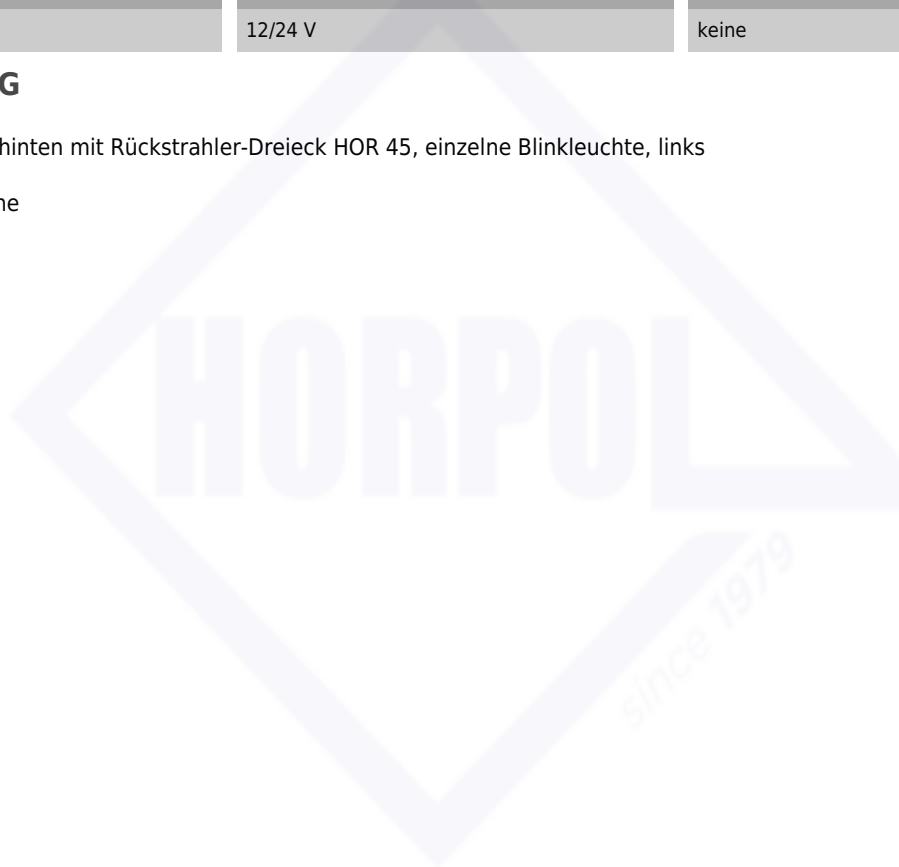 12/24 V keine
G
hinten mit Rückstrahler-Dreieck HOR 45, einzelne Blinkleuchte, links
ne
HORPOL
since 1979